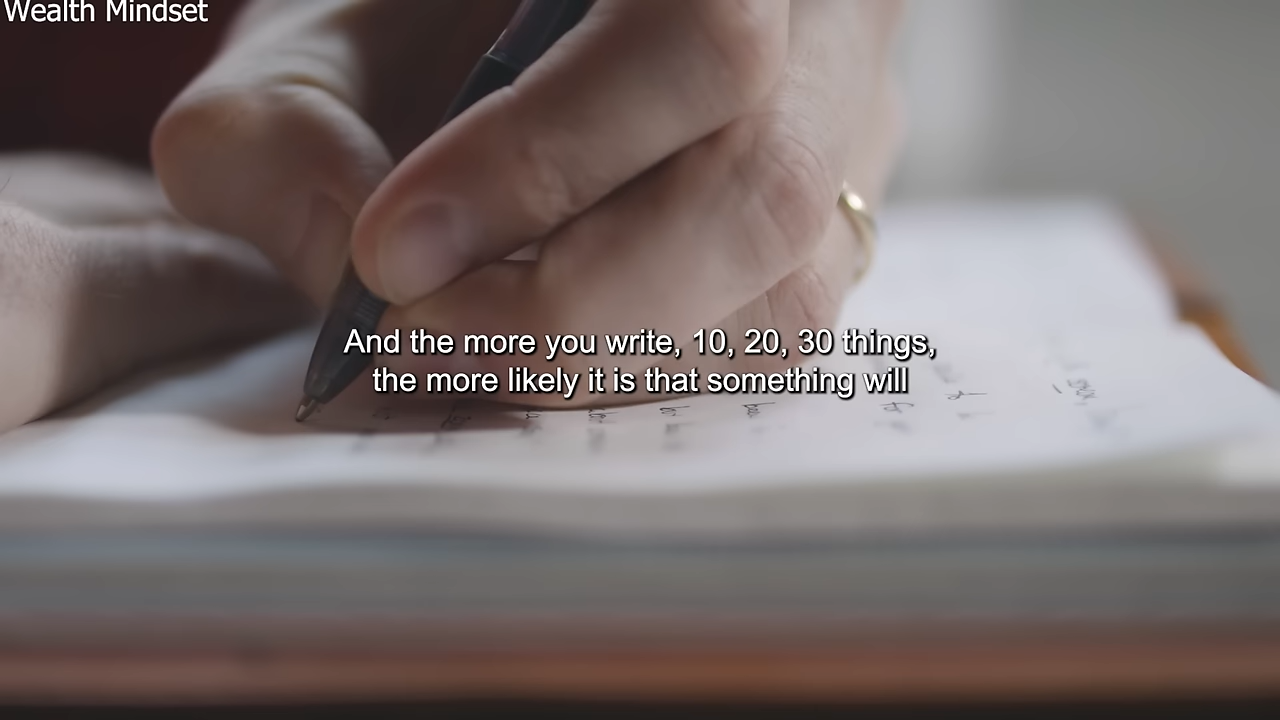 Wealth Mindset
And the more you write, 10, 20, 30 things,
the more likely it is that something will